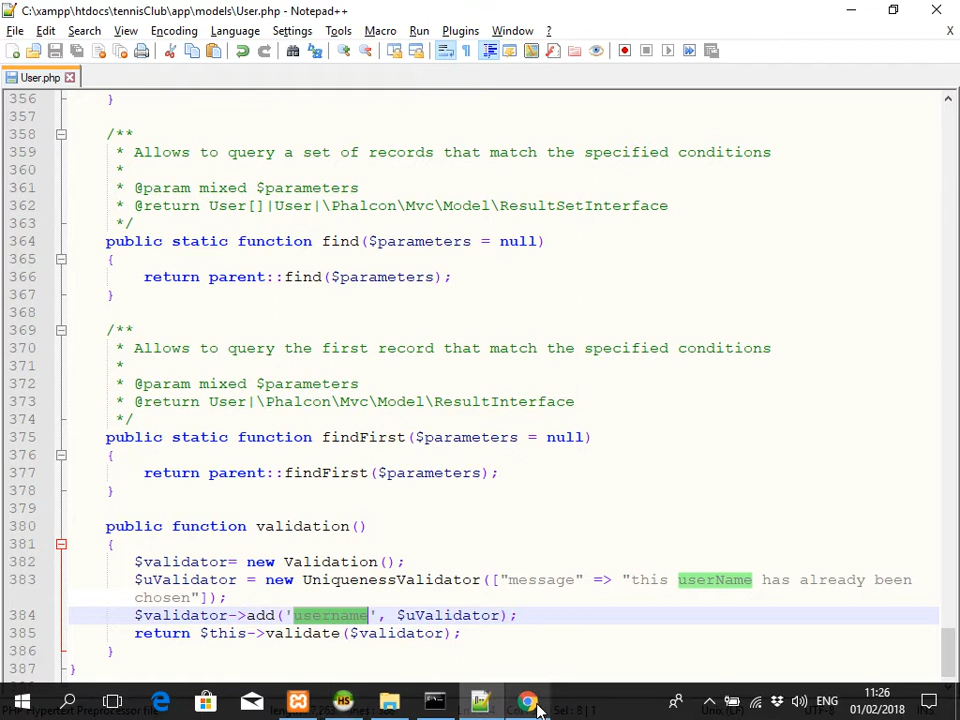 C:\xampp\htdocs\tennisClub\app\models\User.php - Notepad++
File Edit Search View Encoding Language Settings Tools Macro Run Plugins Window ? X
User.php
356 }
357
358 /**
359 * Allows to query a set of records that match the specified conditions
360 *
361 * @param mixed $parameters
362 * @return User[]|User|\Phalcon\Mvc\Model\ResultSetInterface
363 */
364 public static function find($parameters = null)
365 {
366 return parent::find($parameters);
367 }
368
369 /**
370 * Allows to query the first record that match the specified conditions
371 *
372 * @param mixed $parameters
373 * @return User|\Phalcon\Mvc\Model\ResultInterface
374 */
375 public static function findFirst($parameters = null)
376 {
377 return parent::findFirst($parameters);
378 }
379
380 public function validation()
381 {
382 $validator= new Validation();
383 $uValidator = new UniquenessValidator(["message" => "this userName has already been
chosen"]);
384 $validator->add('username', $uValidator);
385 return $this->validate($validator);
386 }
387 }
ENG
11:26
01/02/2018